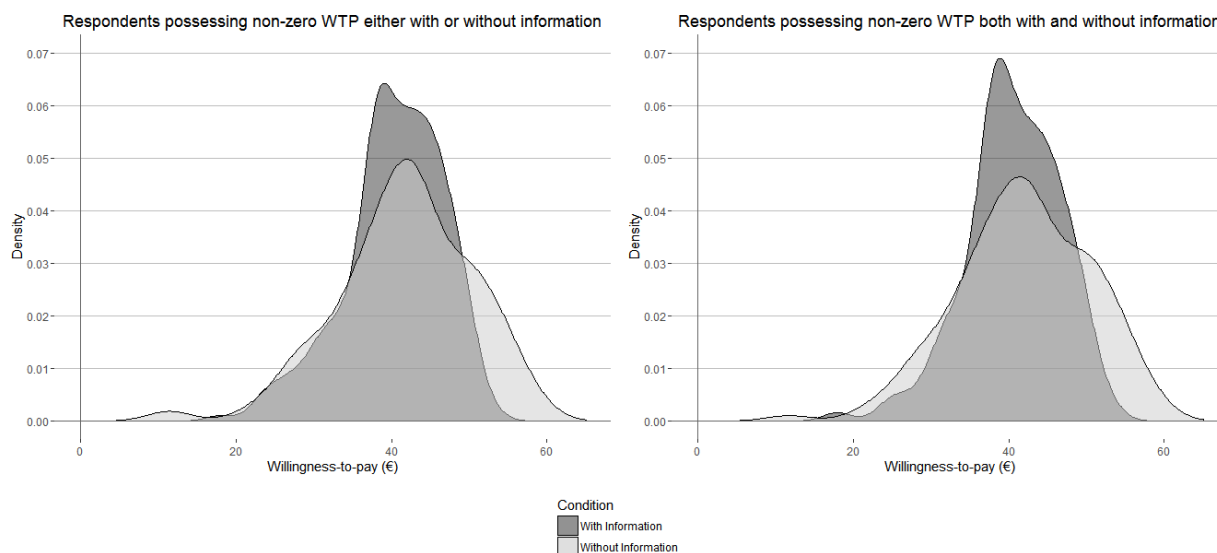 Respondents possessing non-zero WTP either with or without information
0.07
0.06
0.05
0.04
0.03
0.02
0.01
0.00
Density
0
20
40
60
Willingness-to-pay (€)
Respondents possessing non-zero WTP both with and without information
0.07
0.06
0.05
0.04
0.03
0.02
0.01
0.00
Density
0
20
40
60
Willingness-to-pay (€)
Condition
With Information
Without Information